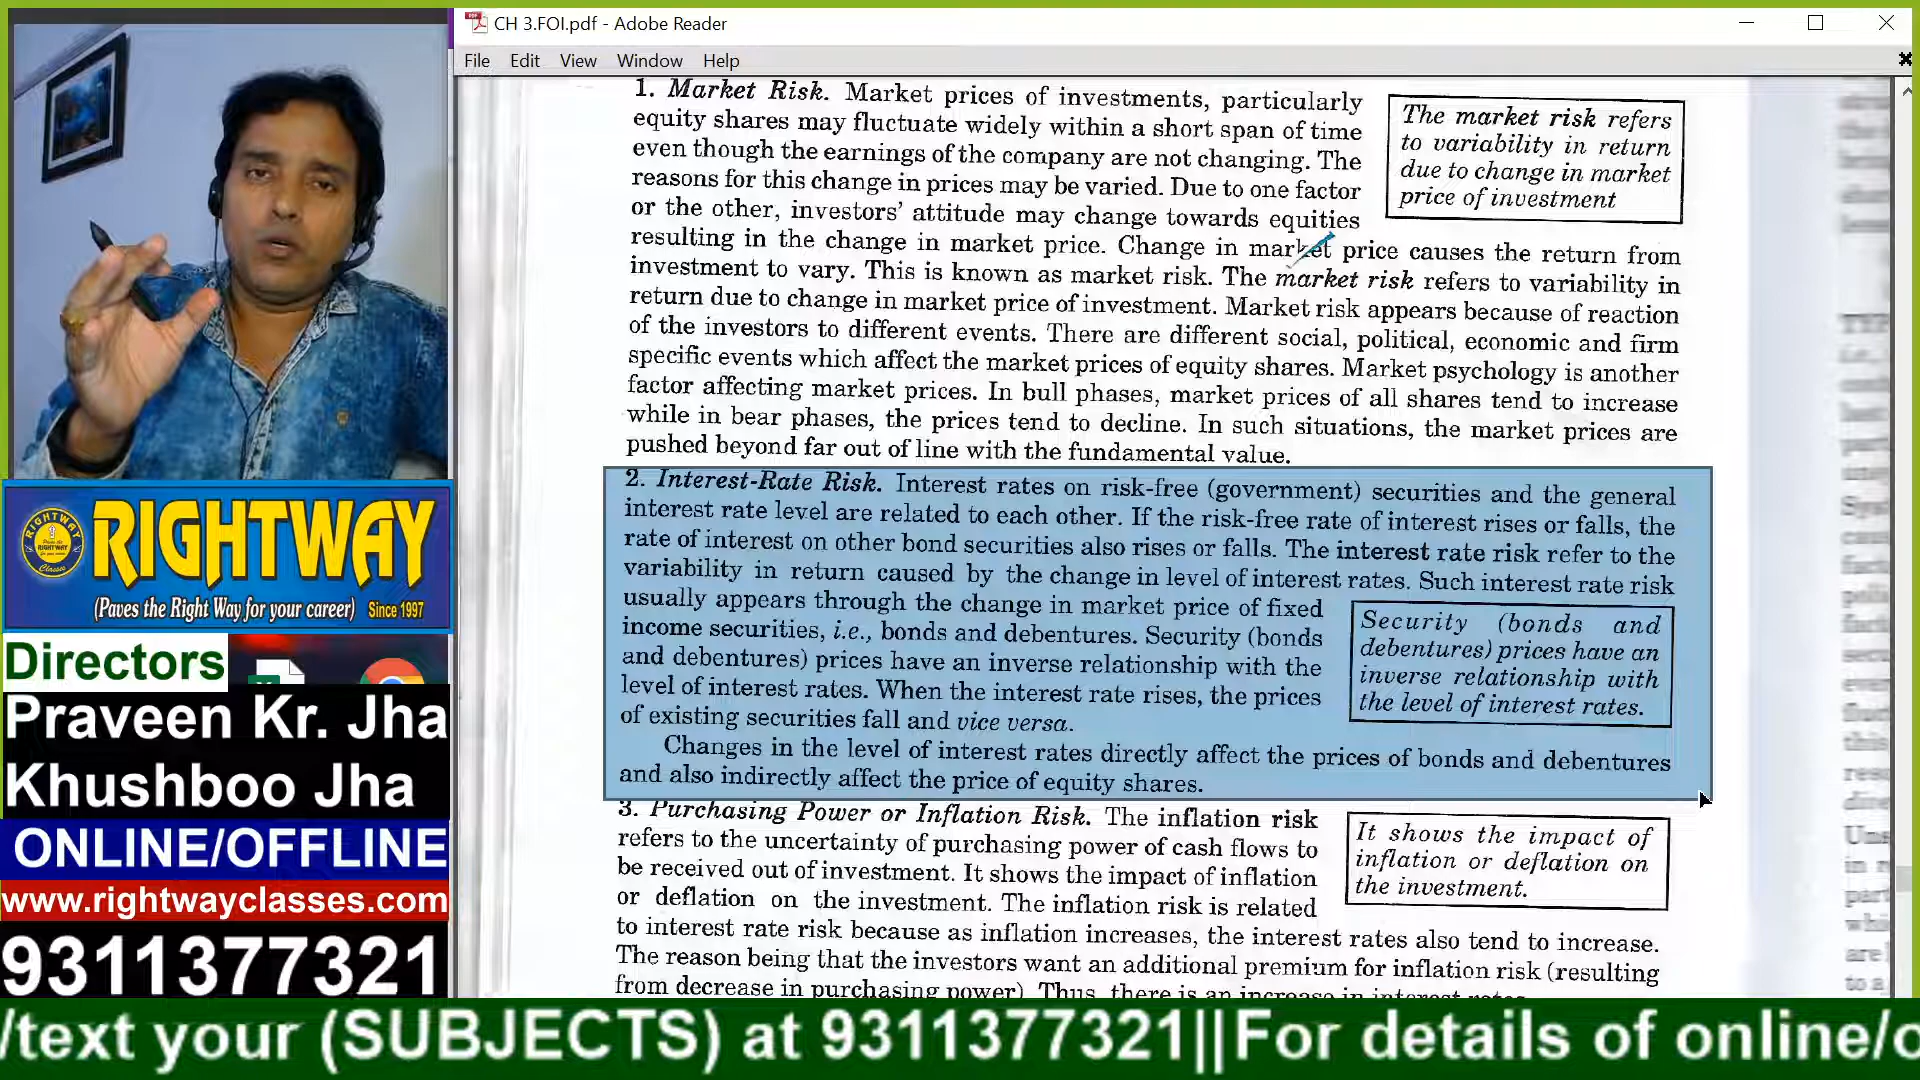 CH 3.FOI.pdf - Adobe Reader
File Edit View Window Help
1. Market Risk. Market prices of investments, particularly
equity shares may fluctuate widely within a short span of time
even though the earnings of the company are not changing. The
reasons for this change in prices may be varied. Due to one factor
or the other, investors' attitude may change towards equities
resulting in the change in market price. Change in market price causes the return from
investment to vary. This is known as market risk. The market risk refers to variability in
return due to change in market price of investment. Market risk appears because of reaction
of the investors to different events. There are different social, political, economic and firm
specific events which affect the market prices of equity shares. Market psychology is another
factor affecting market prices. In bull phases, market prices of all shares tend to increase
while in bear phases, the prices tend to decline. In such situations, the market prices are
pushed beyond far out of line with the fundamental value.
The market risk refers
to variability in return
due to change in market
price of investment
2. Interest-Rate Risk. Interest rates on risk-free (government) securities and the general
interest rate level are related to each other. If the risk-free rate of interest rises or falls, the
rate of interest on other bond securities also rises or falls. The interest rate risk refer to the
variability in return caused by the change in level of interest rates. Such interest rate risk
usually appears through the change in market price of fixed
income securities, i.e., bonds and debentures. Security (bonds
and debentures) prices have an inverse relationship with the
level of interest rates. When the interest rate rises, the prices
of existing securities fall and vice versa.
Security (bonds and
debentures) prices have an
inverse relationship with
the level of interest rates.
Changes in the level of interest rates directly affect the prices of bonds and debentures
and also indirectly affect the price of equity shares.
3. Purchasing Power or Inflation Risk. The inflation risk
refers to the uncertainty of purchasing power of cash flows to
be received out of investment. It shows the impact of inflation
or deflation on the investment. The inflation risk is related
to interest rate risk because as inflation increases, the interest rates also tend to increase.
The reason being that the investors want an additional premium for inflation risk (resulting
from decrease in purchasing power). Thus, there is an increase in interest rates.
It shows the impact of
inflation or deflation on
the investment.
RIGHTWAY
(Paves the Right Way for your career) Since 1997
Directors
Praveen Kr. Jha
Khushboo Jha
ONLINE/OFFLINE
www.rightwayclasses.com
9311377321
/text your (SUBJECTS) at 9311377321||For details of online/o